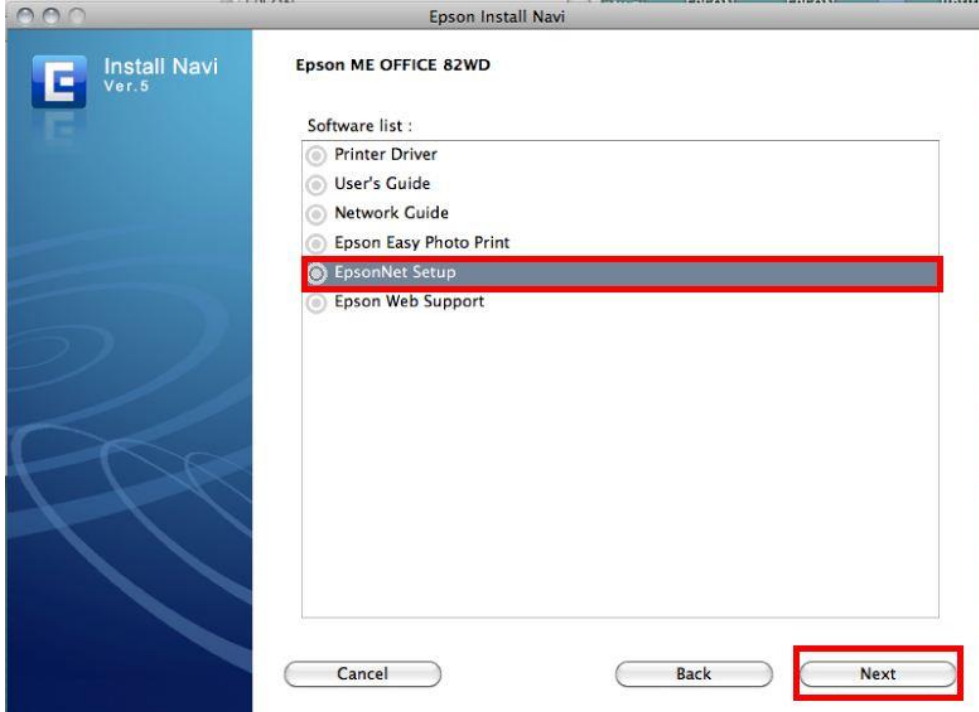 Epson Install Navi
Install Navi
Ver.5
Epson ME OFFICE 82WD
Software list :
Printer Driver
User's Guide
Network Guide
Epson Easy Photo Print
EpsonNet Setup
Epson Web Support
Cancel
Back
Next